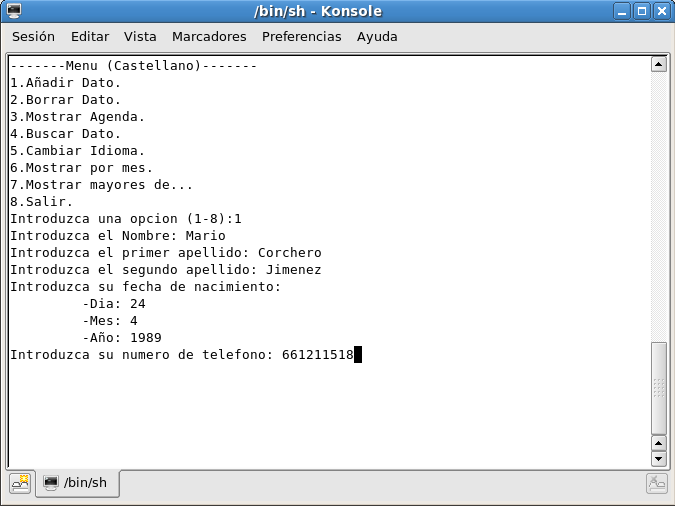 /bin/sh - Konsole
Sesión Editar Vista Marcadores Preferencias Ayuda
-------Menu (Castellano)-------
1.Añadir Dato.
2.Borrar Dato.
3.Mostrar Agenda.
4.Buscar Dato.
5.Cambiar Idioma.
6.Mostrar por mes.
7.Mostrar mayores de...
8.Salir.
Introduzca una opcion (1-8):1
Introduzca el Nombre: Mario
Introduzca el primer apellido: Corchero
Introduzca el segundo apellido: Jimenez
Introduzca su fecha de nacimiento:
-Dia: 24
-Mes: 4
-Año: 1989
Introduzca su numero de telefono: 661211518
/bin/sh